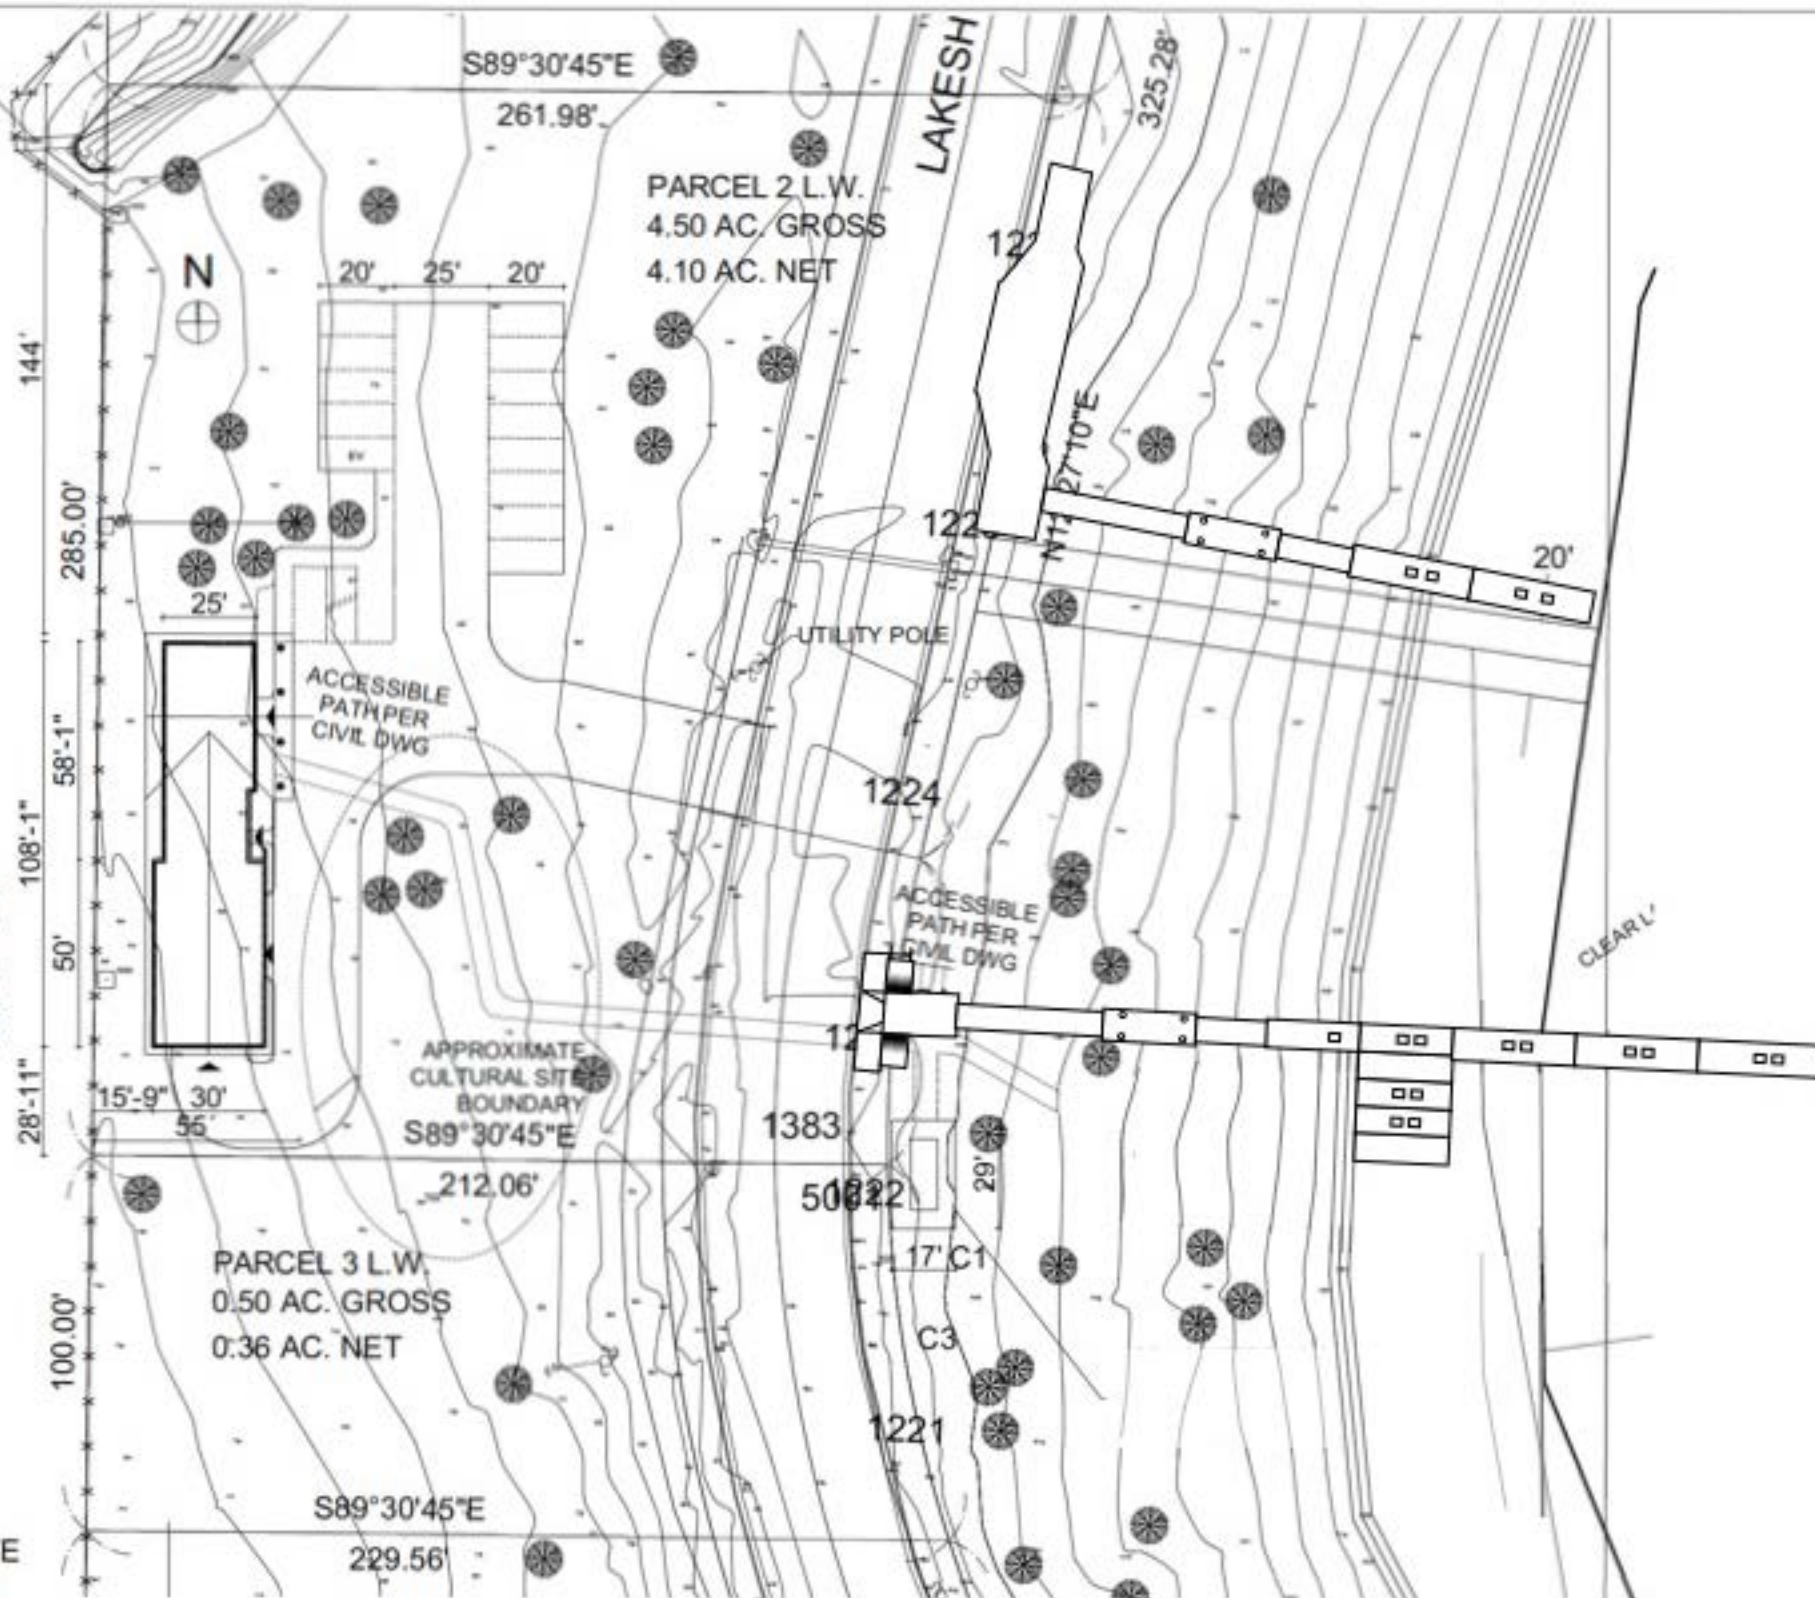 S89°30'45"E
261.98'
LAKESH
325.28'
PARCEL 2 L.W.
4.50 AC. GROSS
4.10 AC. NET
N
20'
25'
20'
144'
EV
285.00'
25'
20'
UTILITY POLE
ACCESSIBLE
PATH PER
CIVIL DWG
58'-1"
108'-1"
50'
1224
ACCESSIBLE
PATH PER
CIVIL DWG
APPROXIMATE
CULTURAL SITE
BOUNDARY
S89°30'45"E
212.06'
15'-9"
30'
55'
28'-11"
1383
1222
29'
17'
C1
C3
PARCEL 3 L.W.
0.50 AC. GROSS
0.36 AC. NET
100.00'
1221
S89°30'45"E
229.56'
E